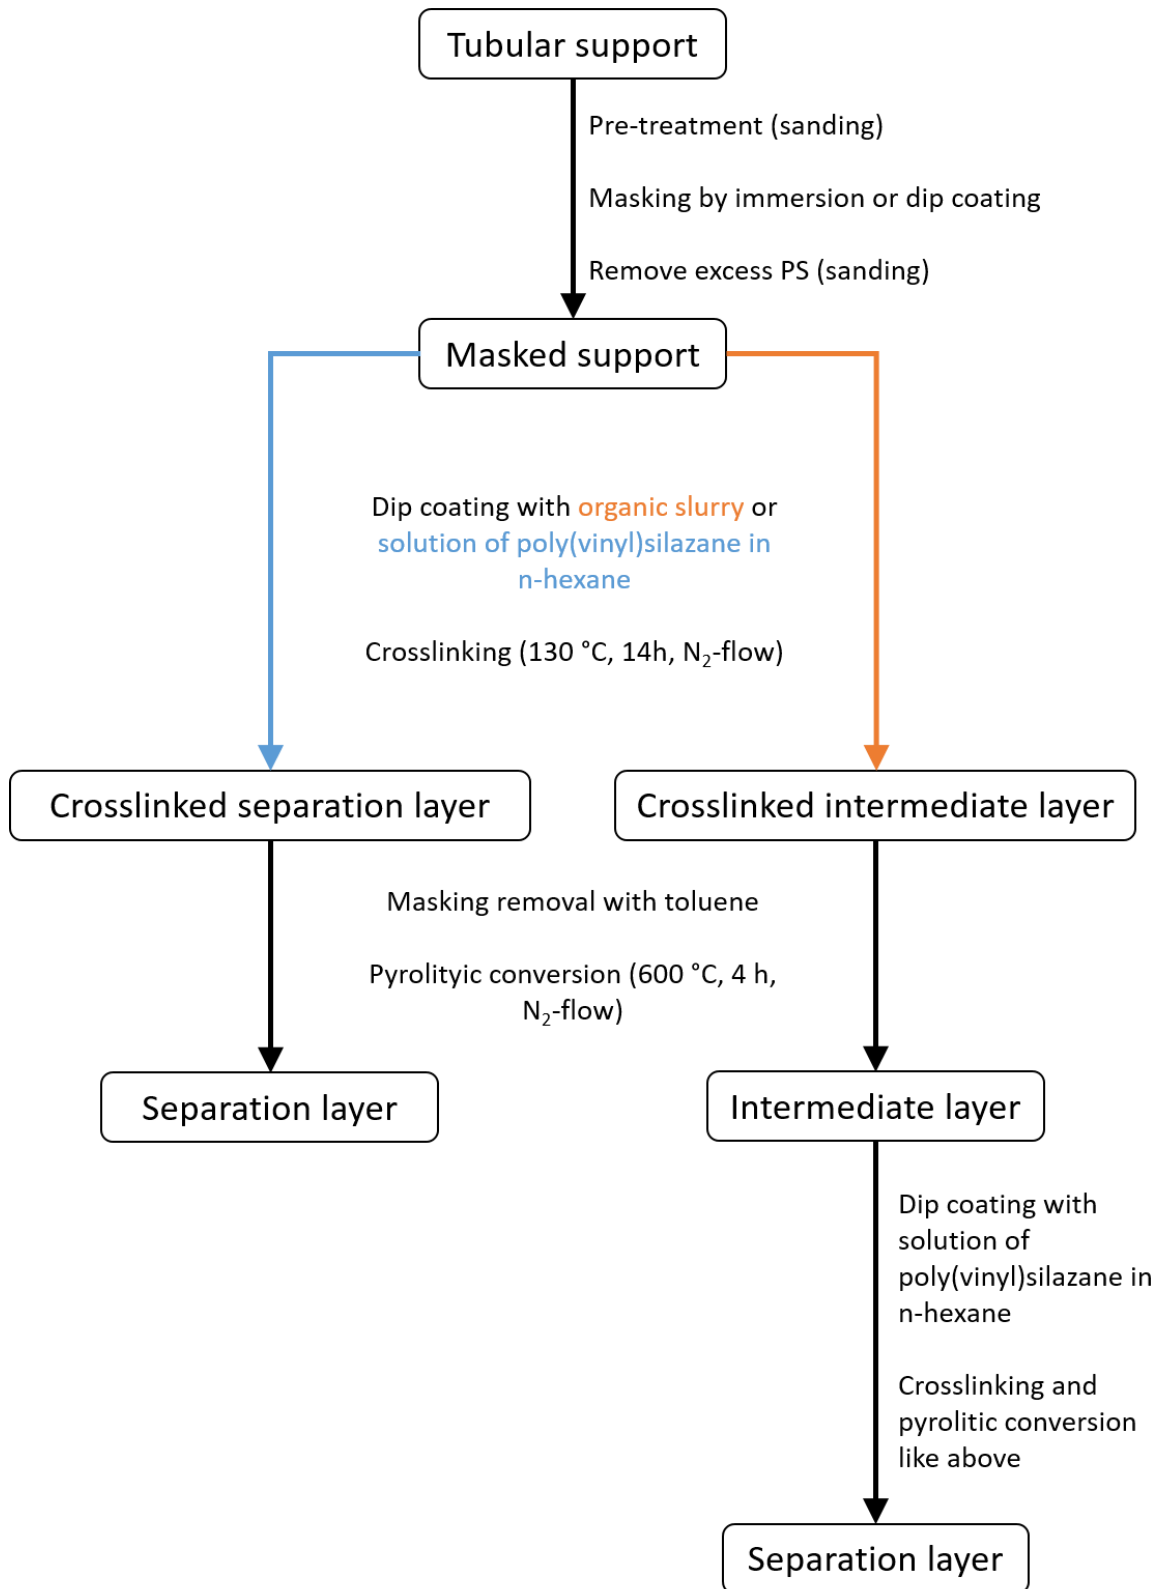 Tubular support
Pre-treatment (sanding)
Masking by immersion or dip coating
Remove excess PS (sanding)
Masked support
Dip coating with organic slurry or
solution of poly(vinyl)silazane in
n-hexane
Crosslinking (130 °C, 14h, N₂-flow)
Crosslinked separation layer
Crosslinked intermediate layer
Masking removal with toluene
Pyrolityic conversion (600 °C, 4 h,
N₂-flow)
Separation layer
Intermediate layer
Dip coating with
solution of
poly(vinyl)silazane in
n-hexane
Crosslinking and
pyrolitic conversion
like above
Separation layer